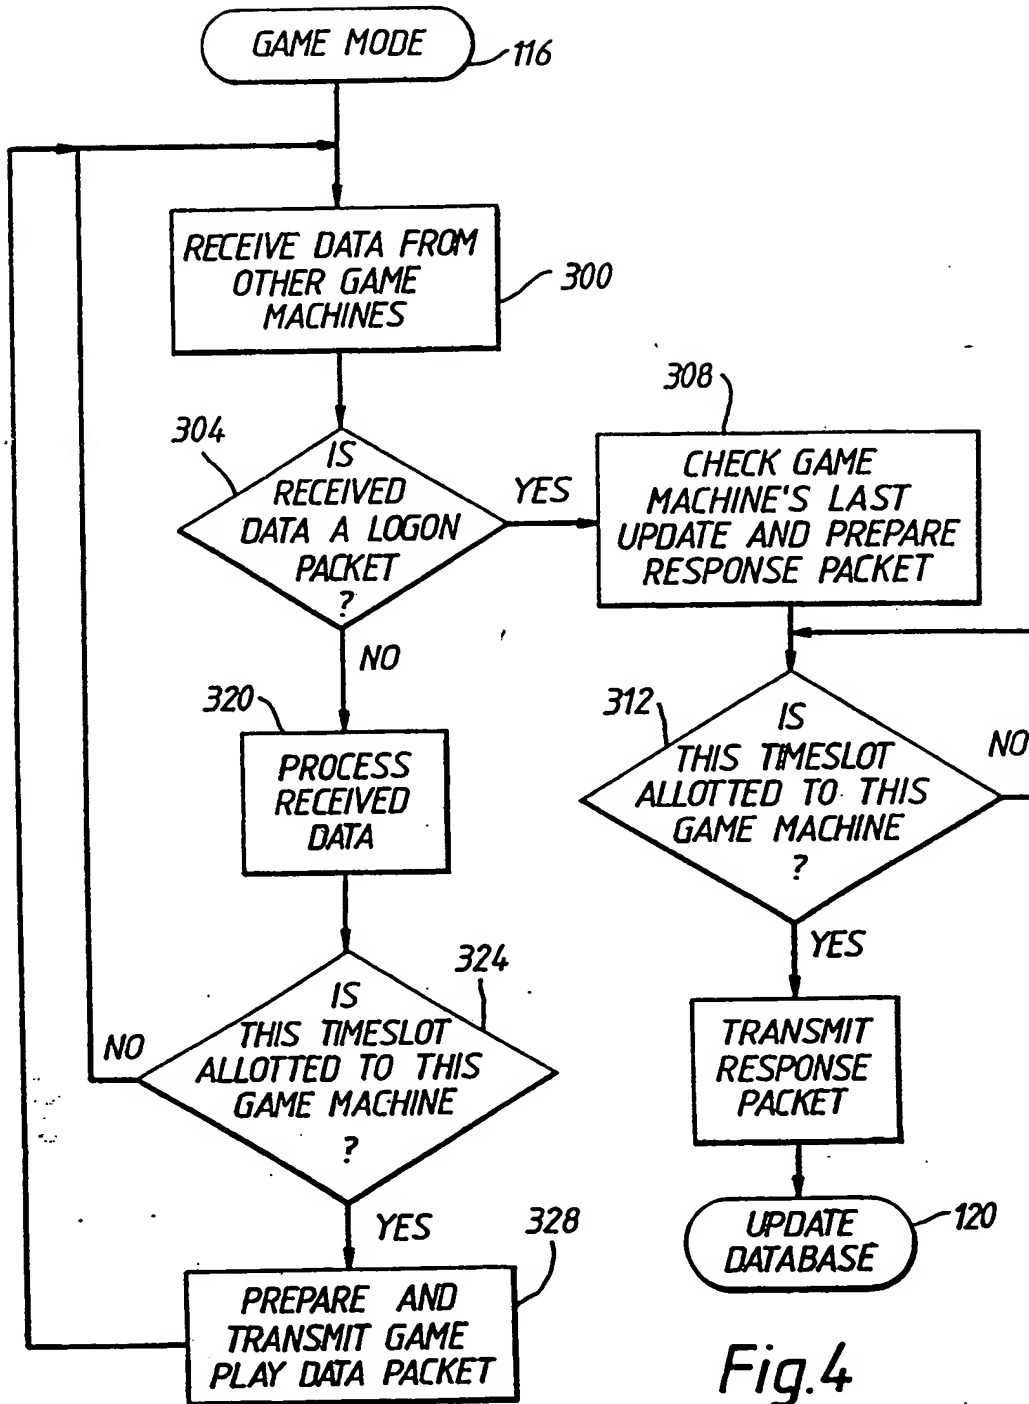 GAME MODE
116
RECEIVE DATA FROM
OTHER GAME
MACHINES
300
304
IS
RECEIVED
DATA A LOGON
PACKET
?
YES
308
CHECK GAME
MACHINE'S LAST
UPDATE AND PREPARE
RESPONSE PACKET
NO
320
PROCESS
RECEIVED
DATA
312
IS
THIS TIMESLOT
ALLOTTED TO THIS
GAME MACHINE
?
NO
YES
324
IS
THIS TIMESLOT
ALLOTTED TO THIS
GAME MACHINE
?
NO
YES
TRANSMIT
RESPONSE
PACKET
UPDATE
DATABASE
120
328
PREPARE AND
TRANSMIT GAME
PLAY DATA PACKET
Fig.4